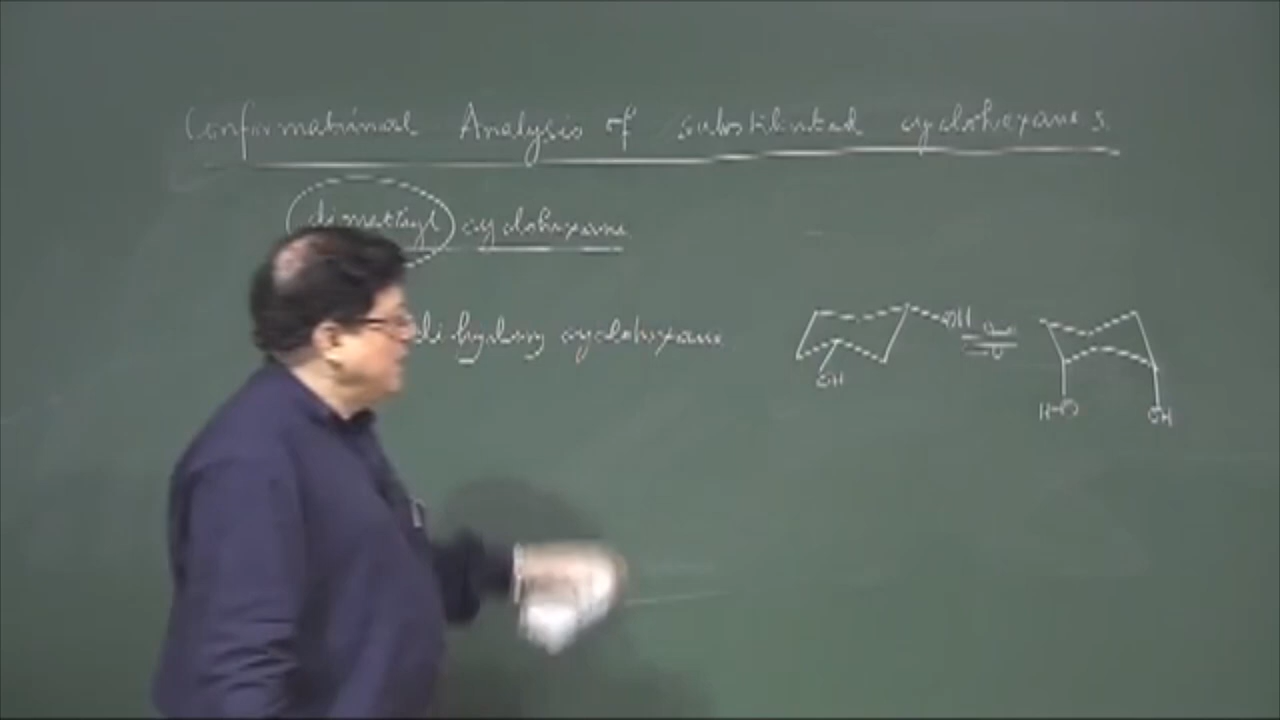 Conformational Analysis of substituted cyclohexanes.
dimethyl cyclohexane
dihydroxy cyclohexane
OH
OH
HO
OH